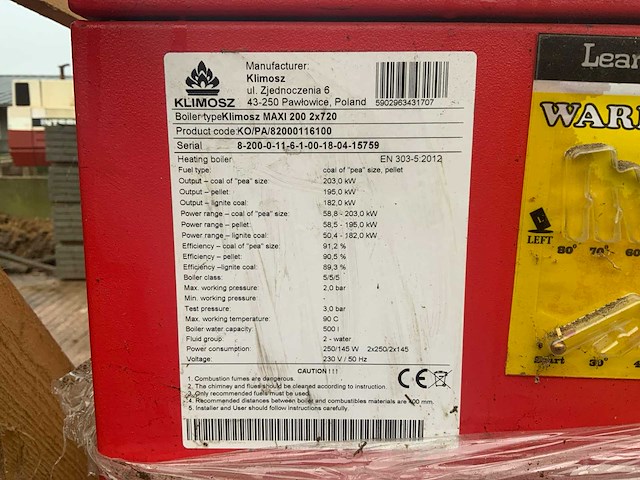 KLIMOSZ
Manufacturer:
Klimosz
ul. Zjednoczenia 6
43-250 Pawłowice, Poland
5902963431707
Boiler type Klimosz MAXI 200 2x720
Product code: KO/PA/82000116100
Serial 8-200-0-11-6-1-00-18-04-15759
Heating boiler EN 303-5:2012
Fuel type: coal of "pea" size, pellet
Output – coal of "pea" size: 203,0 kW
Output – pellet: 195,0 kW
Output – lignite coal: 182,0 kW
Power range – coal of "pea" size: 58,8 - 203,0 kW
Power range – pellet: 58,5 - 195,0 kW
Power range – lignite coal: 50,4 - 182,0 kW
Efficiency – coal of "pea" size: 91,2 %
Efficiency – pellet: 90,5 %
Efficiency –lignite coal: 89,3 %
Boiler class: 5/5/5
Max. working pressure: 2,0 bar
Min. working pressure: -
Test pressure: 3,0 bar
Max. working temperature: 90 C
Boiler water capacity 500 l
Fluid group: 2 - water
Power consumption: 250/145 W 2x250/2x145
Voltage: 230 V / 50 Hz
CAUTION !!!
1. Combustion fumes are dangerous.
2. The chimney and flues should be cleaned according to instruction.
3. Only recommended fuels must be used.
4. Recommended distances between boiler and combustibles materials are 400 mm.
5. Installer and User should follow instructions carefully.
CE
Lear
WAR
LEFT
80° 70° 60
30° 4